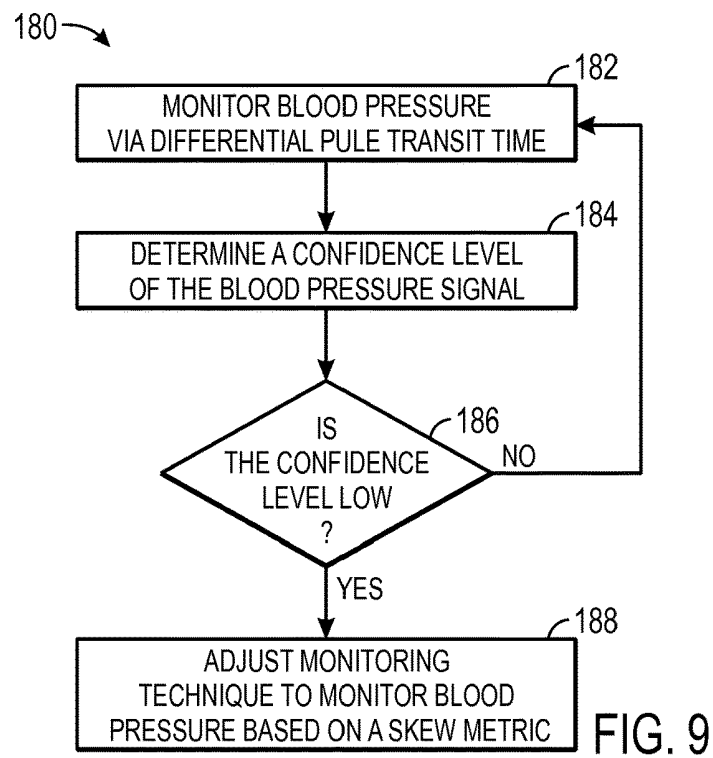 180
182
MONITOR BLOOD PRESSURE
VIA DIFFERENTIAL PULE TRANSIT TIME
184
DETERMINE A CONFIDENCE LEVEL
OF THE BLOOD PRESSURE SIGNAL
186
IS
THE CONFIDENCE
LEVEL LOW
?
NO
YES
188
ADJUST MONITORING
TECHNIQUE TO MONITOR BLOOD
PRESSURE BASED ON A SKEW METRIC
FIG. 9